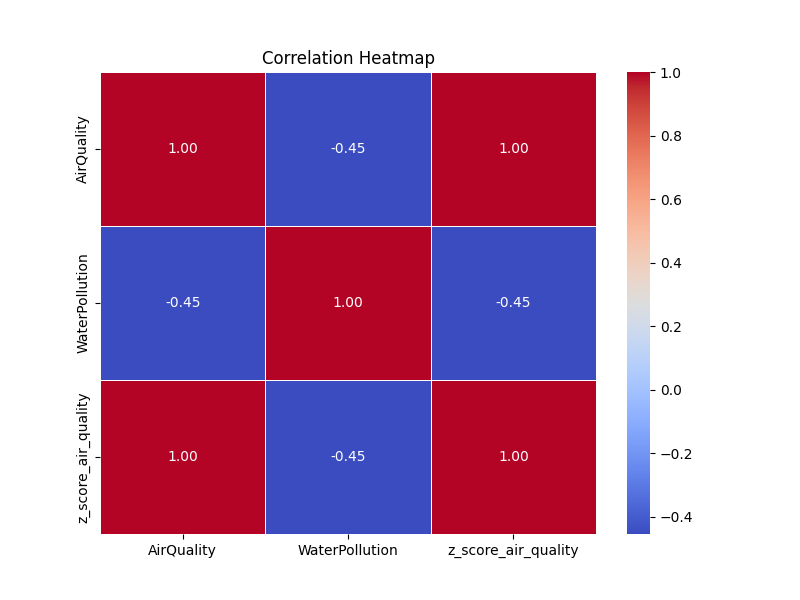 Correlation Heatmap
AirQuality
1.00
-0.45
1.00
WaterPollution
-0.45
1.00
-0.45
z_score_air_quality
1.00
-0.45
1.00
AirQuality
WaterPollution
z_score_air_quality
1.0
0.8
0.6
0.4
0.2
0.0
−0.2
−0.4